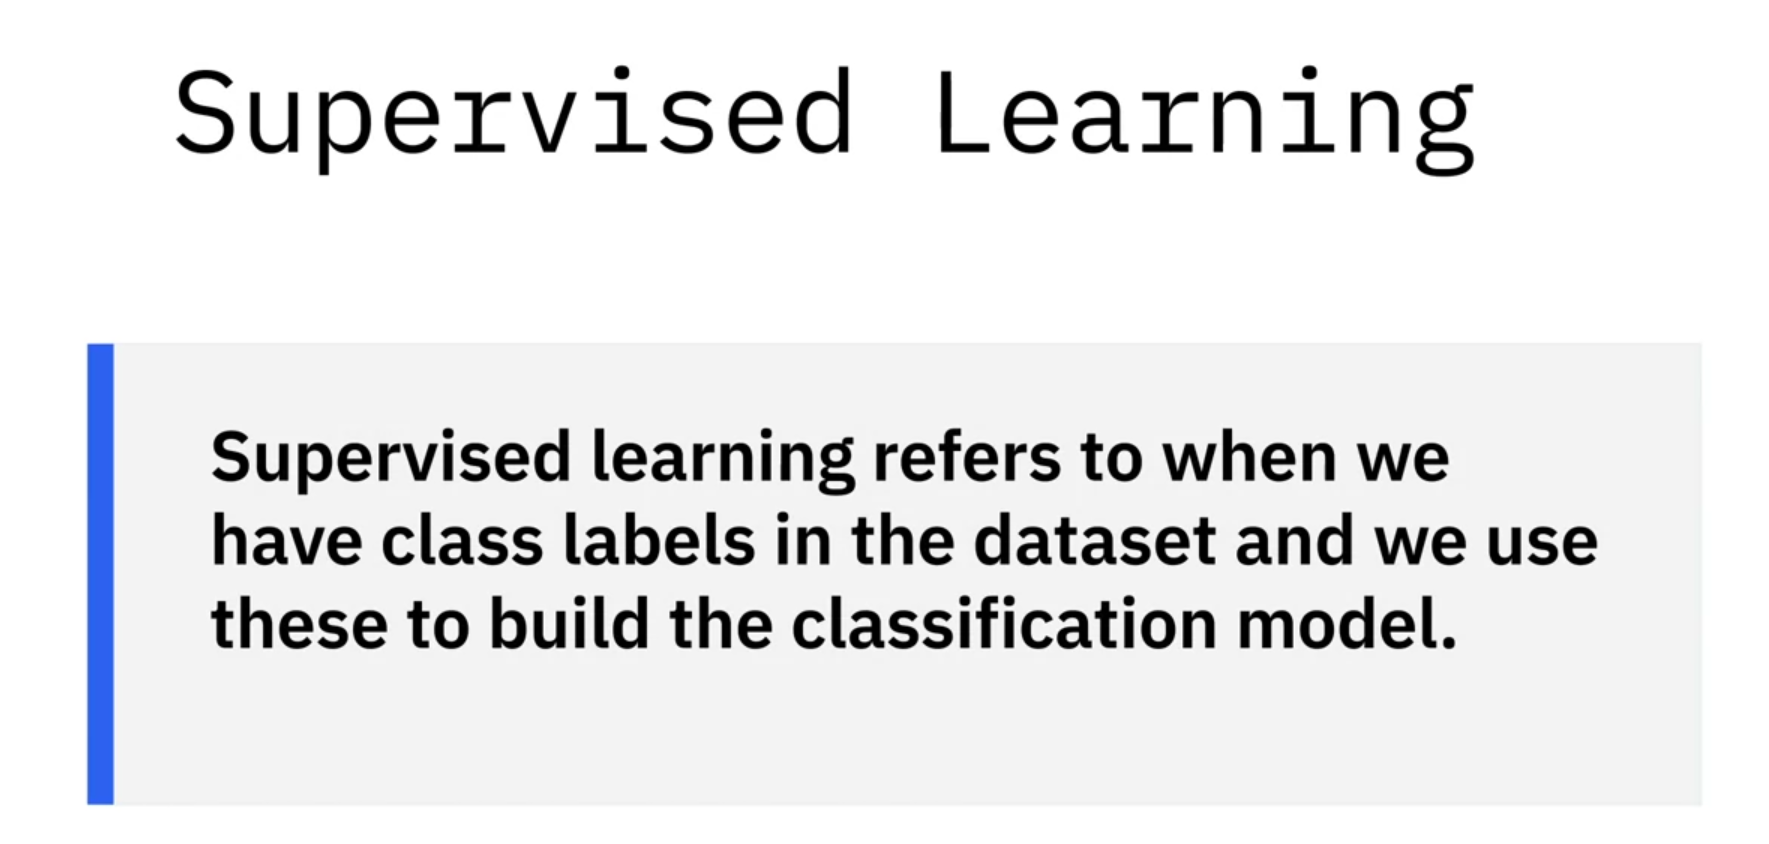 Supervised Learning
Supervised learning refers to when we
have class labels in the dataset and we use
these to build the classification model.